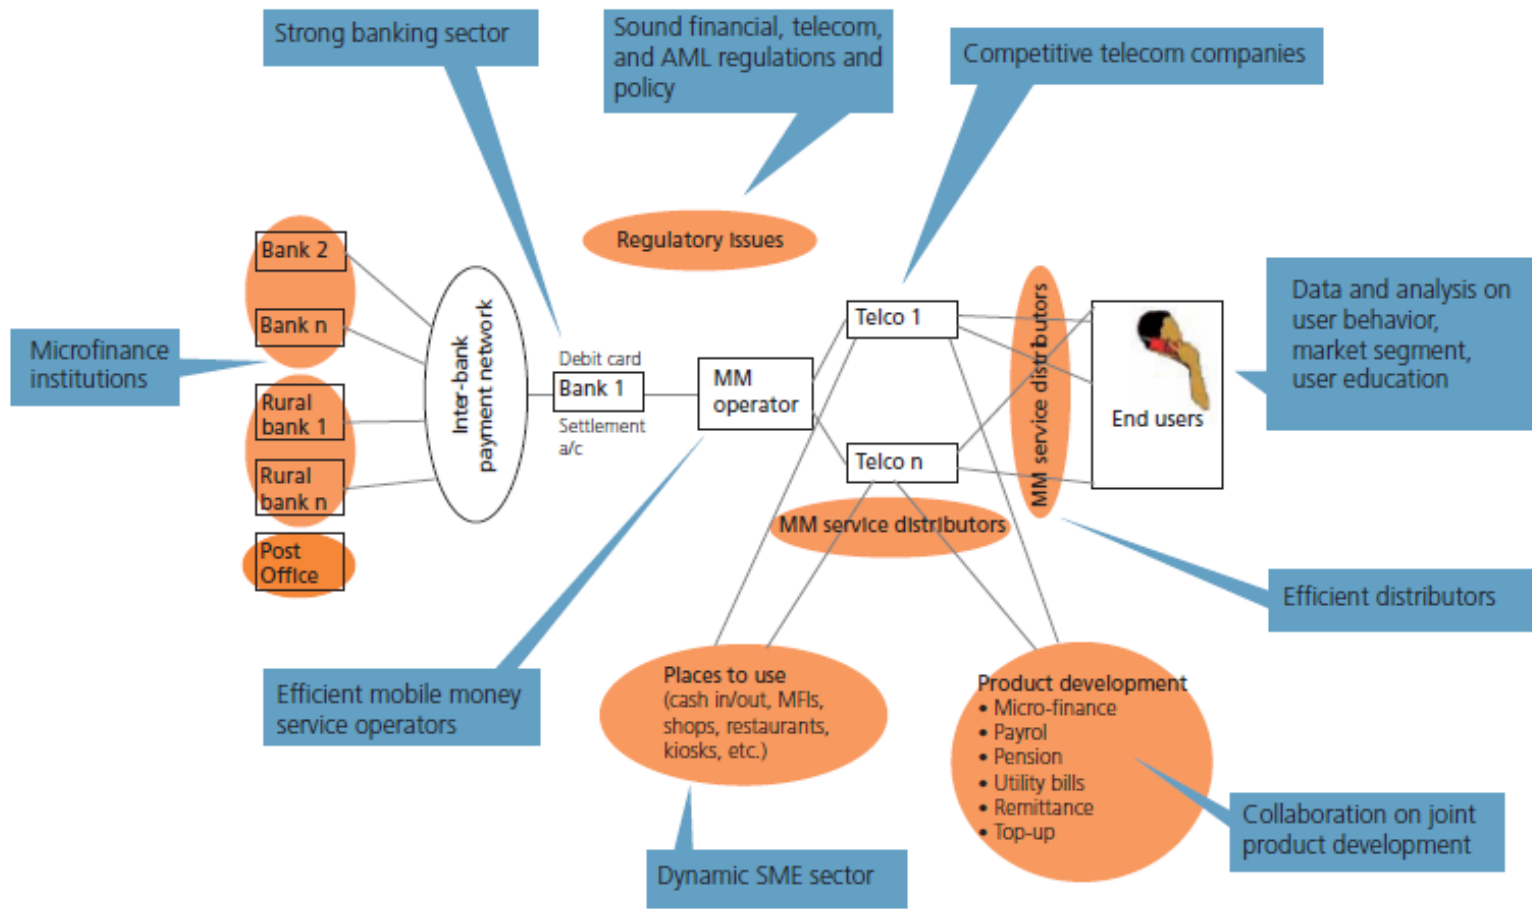 Strong banking sector
Sound financial, telecom,
and AML regulations and
policy
Competitive telecom companies
Regulatory issues
Bank 2
Bank n
Microfinance
institutions
Rural
bank 1
Rural
bank n
Post
Office
Inter-bank
payment network
Debit card
Bank 1
Settlement
a/c
MM
operator
Telco 1
Telco n
MM service distributors
MM service distributors
End users
Data and analysis on
user behavior,
market segment,
user education
Efficient distributors
Efficient mobile money
service operators
Places to use
(cash in/out, MFIs,
shops, restaurants,
kiosks, etc.)
Product development
• Micro-finance
• Payrol
• Pension
• Utility bills
• Remittance
• Top-up
Collaboration on joint
product development
Dynamic SME sector